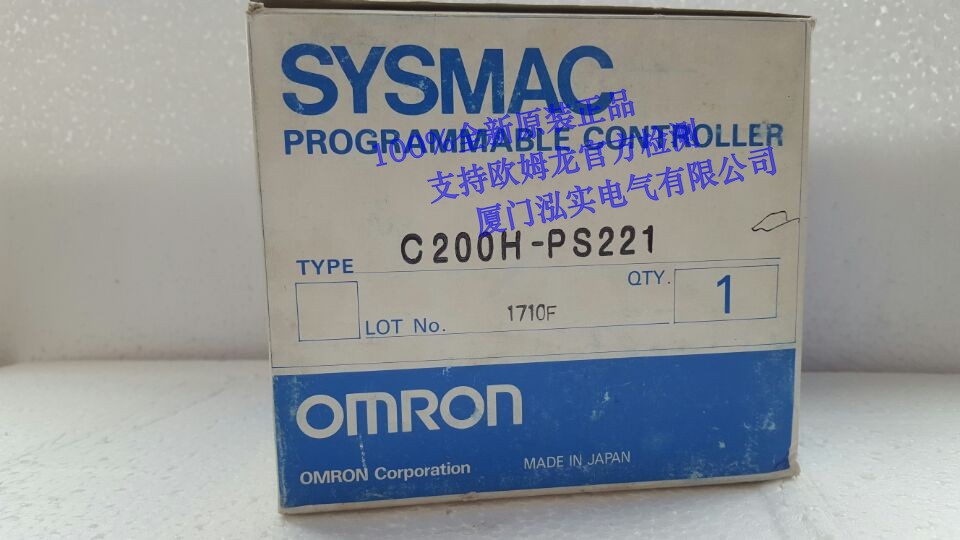 SYSMAC
PROGRAMMABLE CONTROLLER
100%全新原装正品
支持欧姆龙官方检测
厦门泓实电气有限公司
TYPE C200H-PS221
QTY. 1
LOT No. 1710F
OMRON
OMRON Corporation MADE IN JAPAN